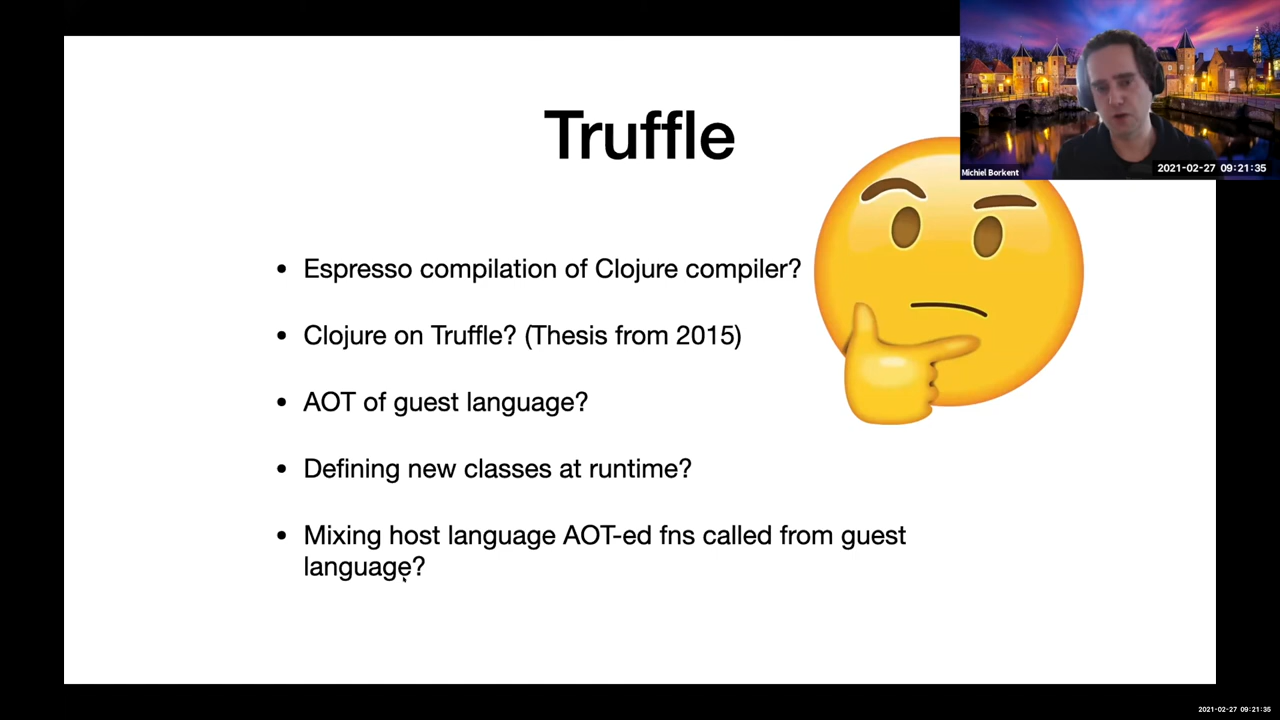 Truffle
Michiel Borkent
2021-02-27 09:21:35
• Espresso compilation of Clojure compiler?
• Clojure on Truffle? (Thesis from 2015)
• AOT of guest language?
• Defining new classes at runtime?
• Mixing host language AOT-ed fns called from guest
language?
2021-02-27 09:21:35